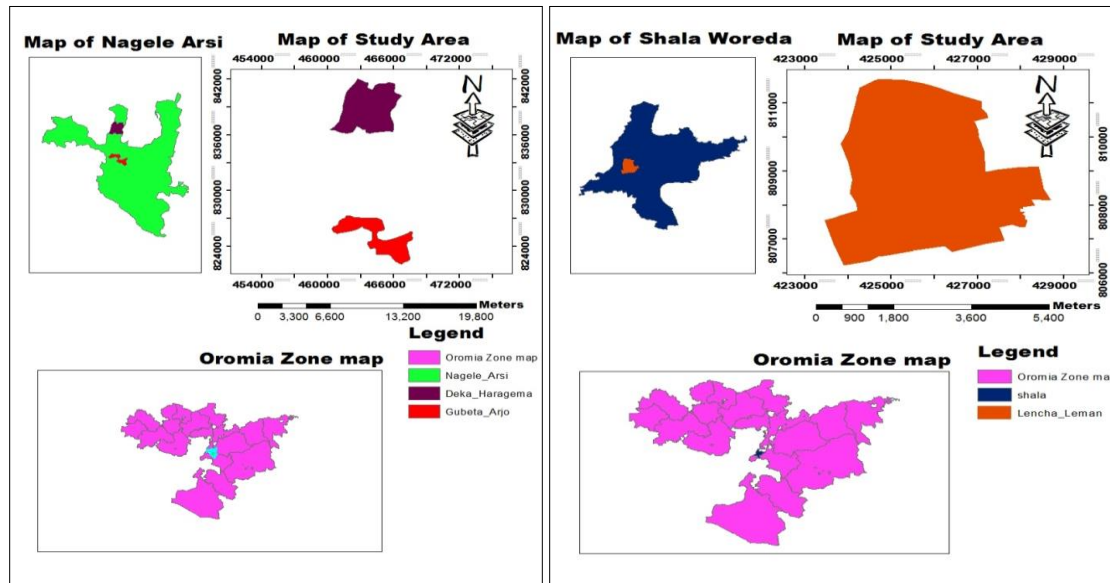 Map of Nagele Arsi
Map of Study Area
454000 460000 466000 472000
842000
836000
830000
824000
842000
836000
830000
824000
N
454000 460000 466000 472000
Meters
0 3,300 6,600 13,200 19,800
Legend
Oromia Zone map
Oromia Zone map
Nagele_Arsi
Deka_Haragema
Gubeta_Arjo
Map of Shala Woreda
Map of Study Area
423000 425000 427000 429000
811000
809000
807000
810000
808000
806000
N
423000 425000 427000 429000
Meters
0 900 1,800 3,600 5,400
Oromia Zone map
Legend
Oromia Zone ma
shala
Lencha_Leman